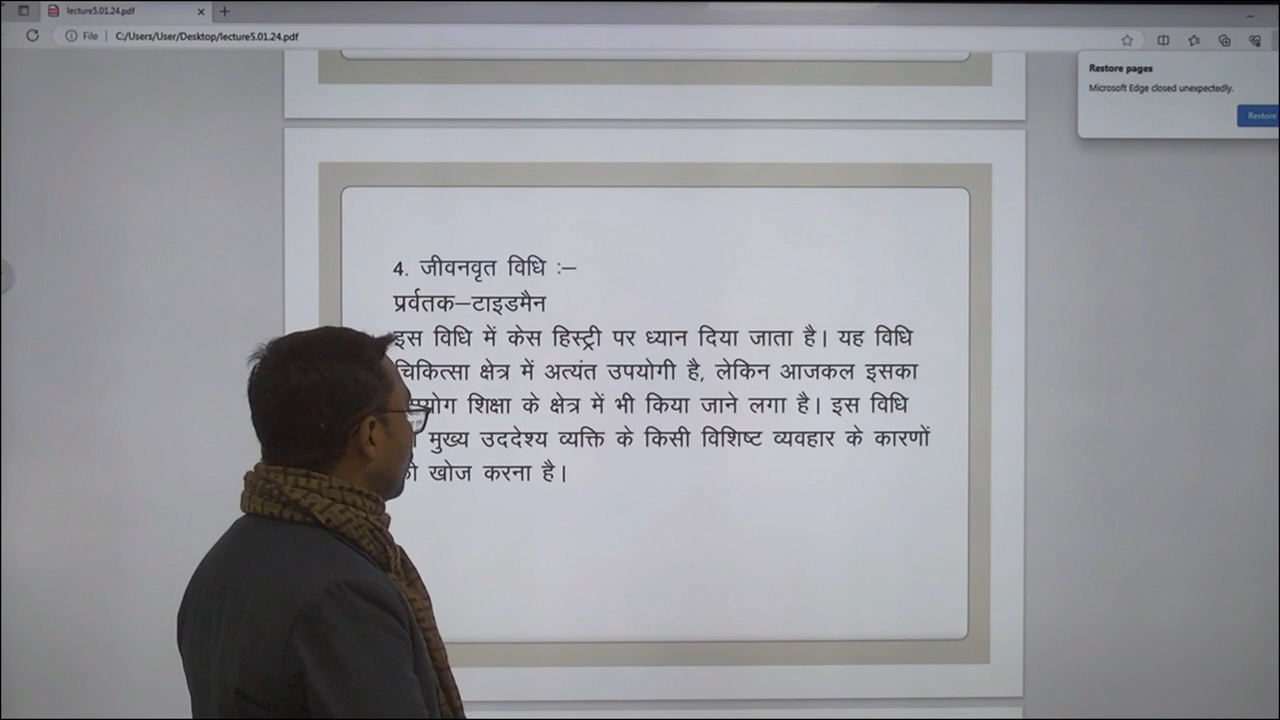 lecture5.01.24.pdf
File C:/Users/User/Desktop/lecture5.01.24.pdf
Restore pages
Microsoft Edge closed unexpectedly.
Restore
4. जीवनवृत विधि :–
प्रर्वतक–टाइडमैन
इस विधि में केस हिस्ट्री पर ध्यान दिया जाता है। यह विधि
चिकित्सा क्षेत्र में अत्यंत उपयोगी है, लेकिन आजकल इसका
शिक्षा के क्षेत्र में भी किया जाने लगा है। इस विधि
मुख्य उददेश्य व्यक्ति के किसी विशिष्ट व्यवहार के कारणों
खोज करना है।